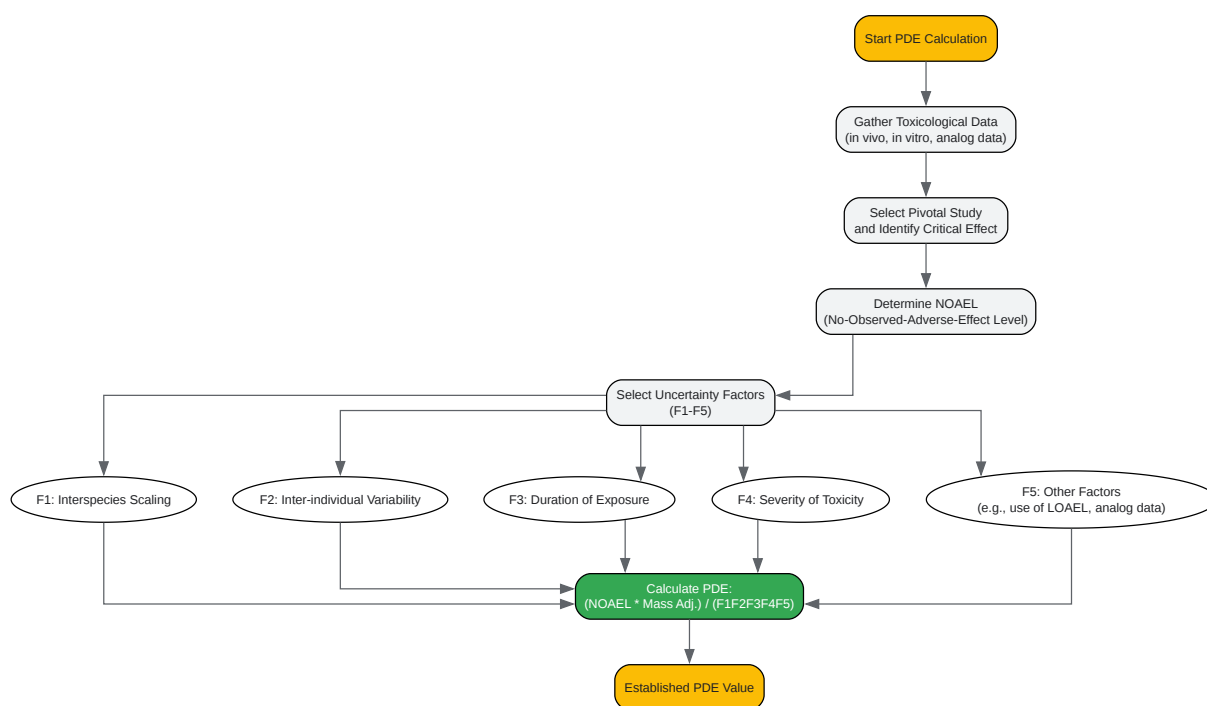 Start PDE Calculation
Gather Toxicological Data
(in vivo, in vitro, analog data)
Select Pivotal Study
and Identify Critical Effect
Determine NOAEL
(No-Observed-Adverse-Effect Level)
Select Uncertainty Factors
(F1-F5)
F1: Interspecies Scaling
F2: Inter-individual Variability
F3: Duration of Exposure
F4: Severity of Toxicity
F5: Other Factors
(e.g., use of LOAEL, analog data)
Calculate PDE:
(NOAEL * Mass Adj.) / (F1F2F3F4F5)
Established PDE Value